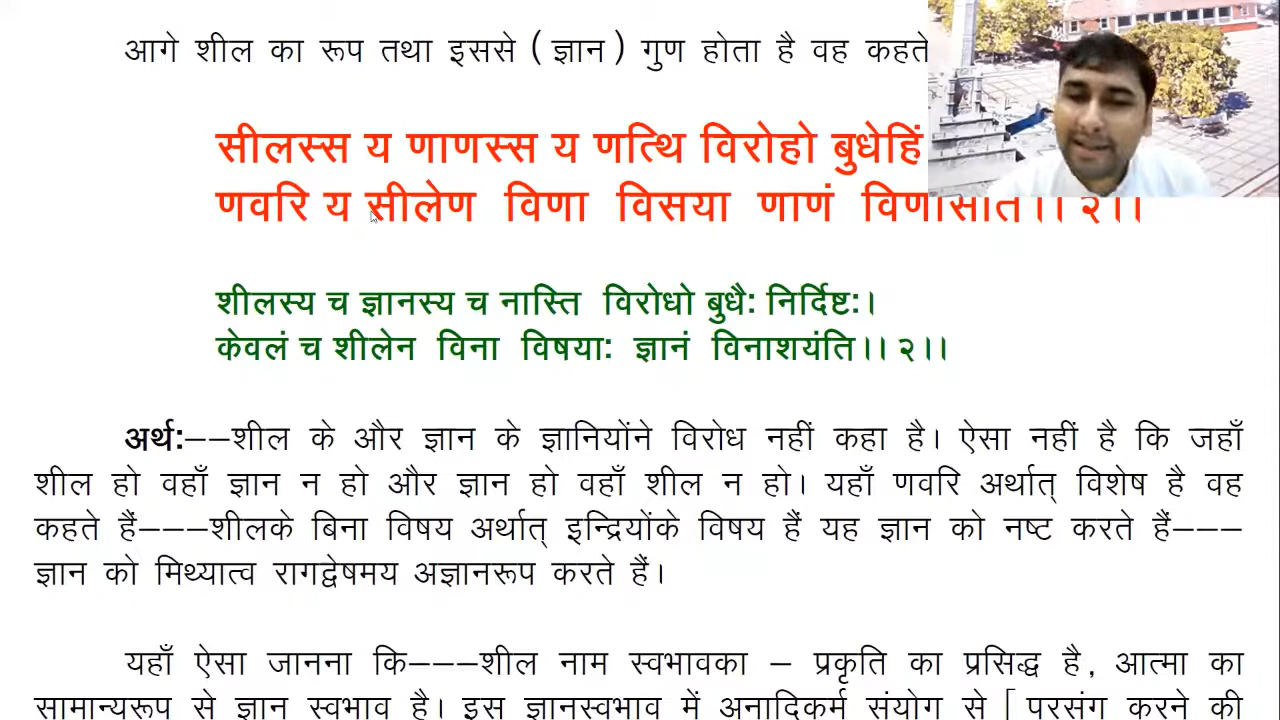 आगे शील का रूप तथा इससे (ज्ञान) गुण होता है वह कहते
सीलस्स य णाणस्स य णत्थि विरोहो बुधेहिं
णवरि य सीलेण विणा विसया णाणं विणासंति।। २।।
शीलस्य च ज्ञानस्य च नास्ति विरोधो बुधैः निर्दिष्टः।
केवलं च शीलेन विना विषयाः ज्ञानं विनाशयंति।। २।।
अर्थः––शील के और ज्ञान के ज्ञानियोंने विरोध नहीं कहा है। ऐसा नहीं है कि जहाँ
शील हो वहाँ ज्ञान न हो और ज्ञान हो वहाँ शील न हो। यहाँ णवरि अर्थात् विशेष है वह
कहते हैं–––शीलके बिना विषय अर्थात् इन्द्रियोंके विषय हैं यह ज्ञान को नष्ट करते हैं–––
ज्ञान को मिथ्यात्व रागद्वेषमय अज्ञानरूप करते हैं।
यहाँ ऐसा जानना कि–––शील नाम स्वभावका – प्रकृति का प्रसिद्ध है, आत्मा का
सामान्यरूप से ज्ञान स्वभाव है। इस ज्ञानस्वभाव में अनादिकर्म संयोग से [परसंग करने की